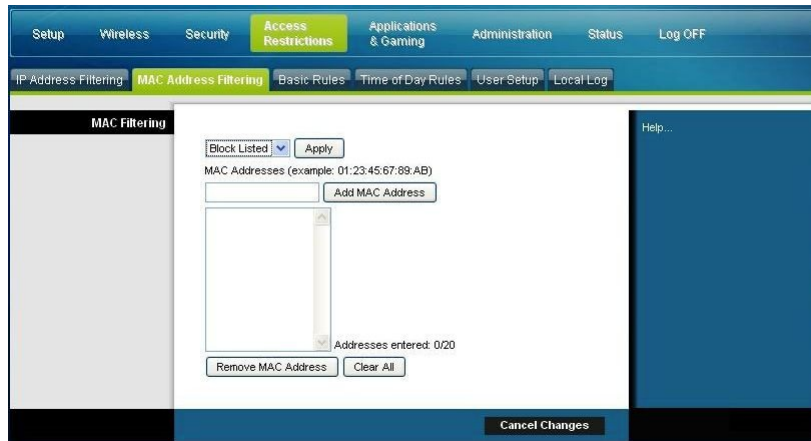 Setup Wireless Security Access Restrictions Applications & Gaming Administration Status Log OFF
IP Address Filtering MAC Address Filtering Basic Rules Time of Day Rules User Setup Local Log
MAC Filtering
Help...
Block Listed Apply
MAC Addresses (example: 01:23:45:67:89:AB)
Add MAC Address
Addresses entered: 0/20
Remove MAC Address Clear All
Cancel Changes